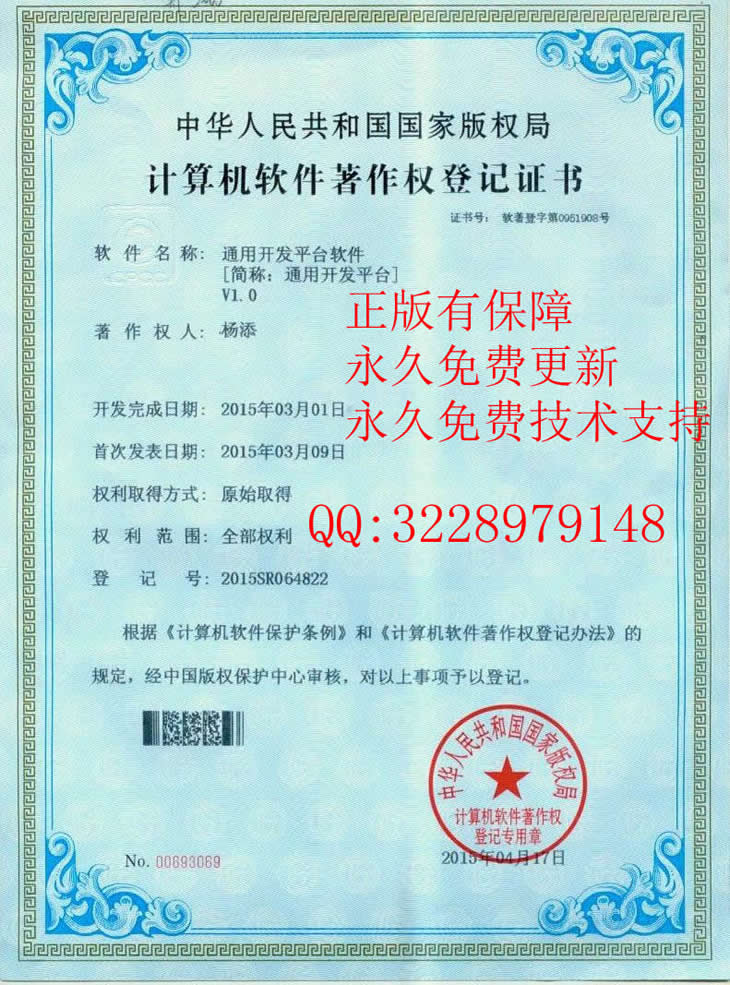 中华人民共和国国家版权局
计算机软件著作权登记证书
证书号： 软著登字第0951908号
软 件 名 称： 通用开发平台软件
[简称：通用开发平台]
V1.0
正版有保障
著 作 权 人： 杨添
永久免费更新
开发完成日期： 2015年03月01日
永久免费技术支持
首次发表日期： 2015年03月09日
权利取得方式： 原始取得
权 利 范 围： 全部权利
QQ:3228979148
登 记 号： 2015SR064822
根据《计算机软件保护条例》和《计算机软件著作权登记办法》的
规定，经中国版权保护中心审核，对以上事项予以登记。
中华人民共和国国家版权局
计算机软件著作权
登记专用章
No. 00693069
2015年04月17日